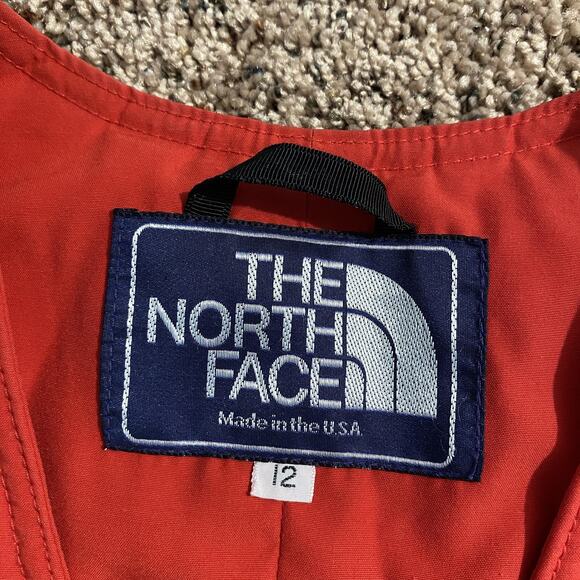 THE
NORTH
FACE
Made in the U.S.A.
12